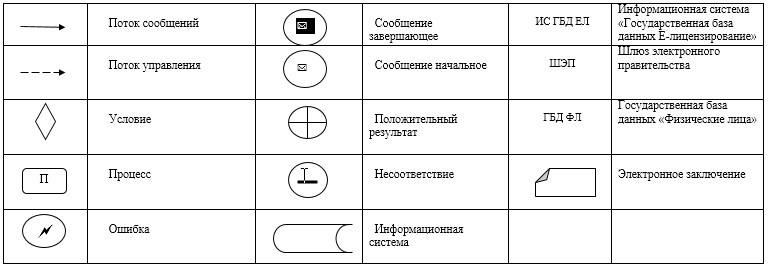 Поток сообщений
Сообщение
завершающее
ИС ГБД ЕЛ
Информационная система
«Государственная база
данных Е-лицензирование»
Поток управления
Сообщение начальное
ШЭП
Шлюз электронного
правительства
Условие
Положительный
результат
ГБД ФЛ
Государственная база
данных «Физические лица»
П
Процесс
Несоответствие
Электронное заключение
Ошибка
Информационная
система